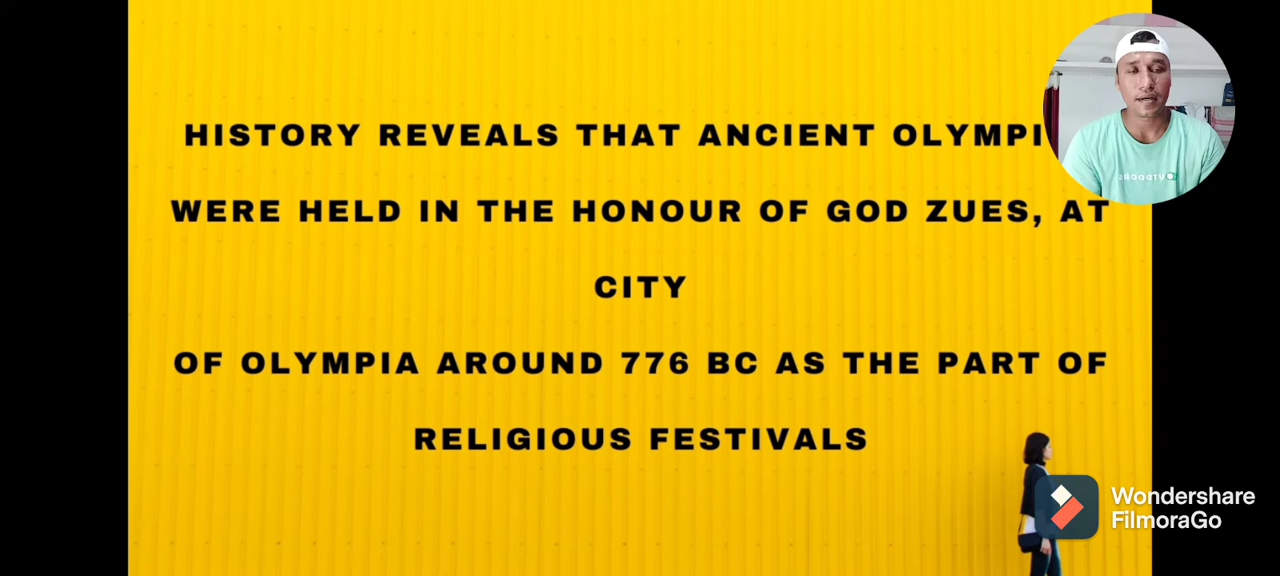 HISTORY REVEALS THAT ANCIENT OLYMPI
WERE HELD IN THE HONOUR OF GOD ZUES, AT
CITY
OF OLYMPIA AROUND 776 BC AS THE PART OF
RELIGIOUS FESTIVALS
Wondershare
FilmoraGo